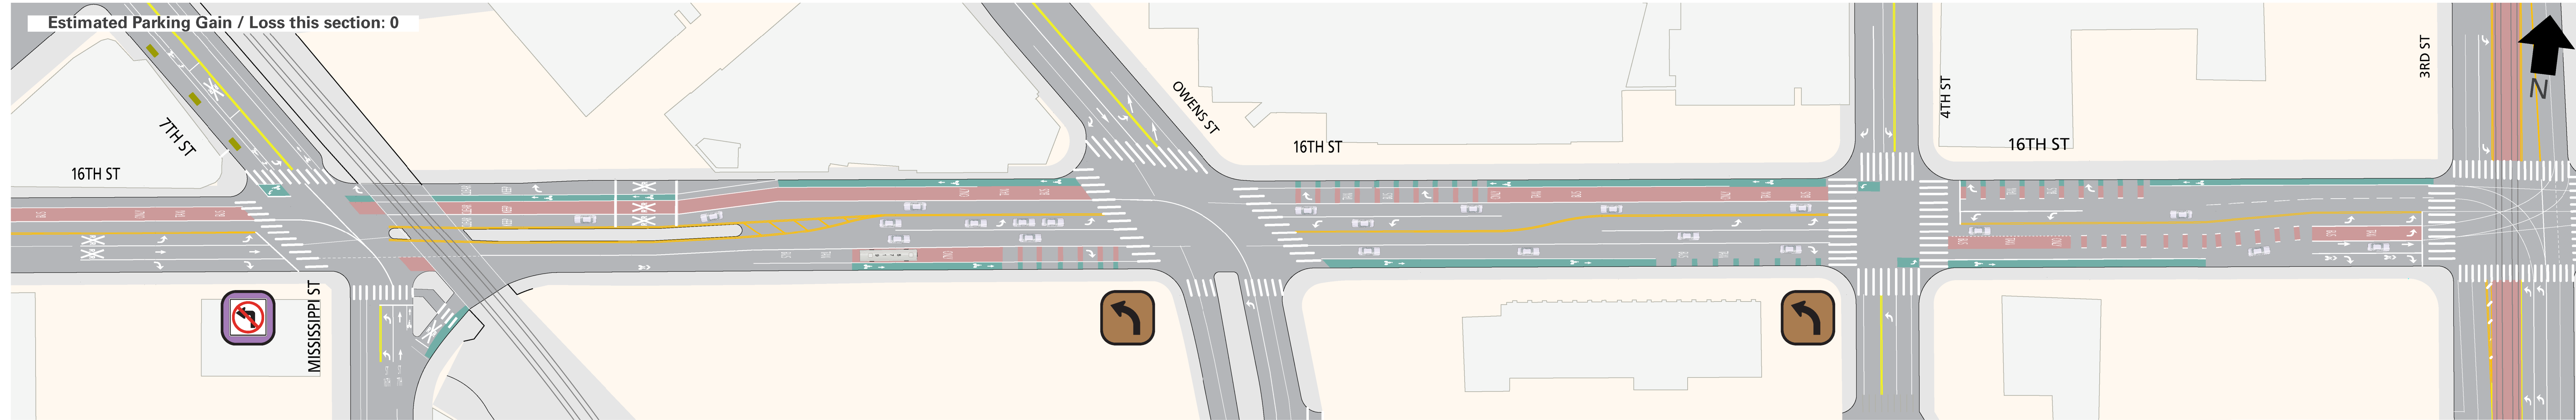 Estimated Parking Gain / Loss this section: 0
7TH ST
16TH ST
MISSISSIPPI ST
OWENS ST
16TH ST
4TH ST
16TH ST
3RD ST
N